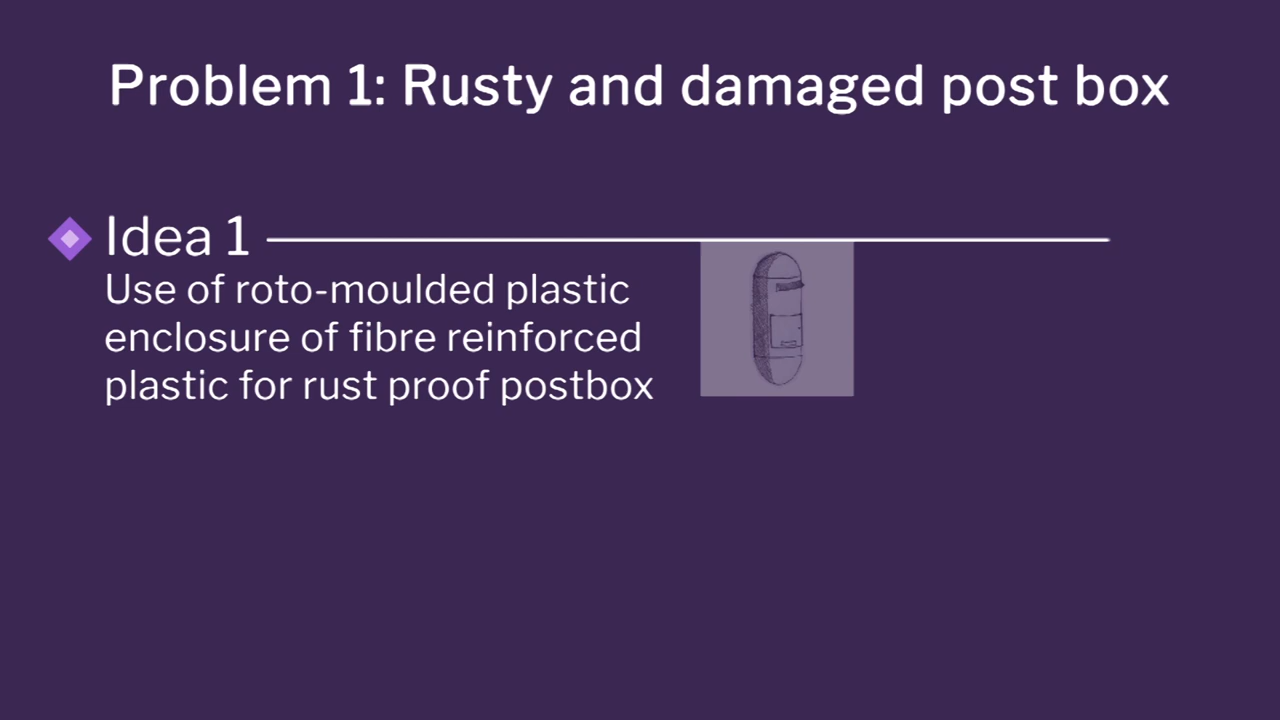 Problem 1: Rusty and damaged post box
Idea 1
Use of roto-moulded plastic
enclosure of fibre reinforced
plastic for rust proof postbox